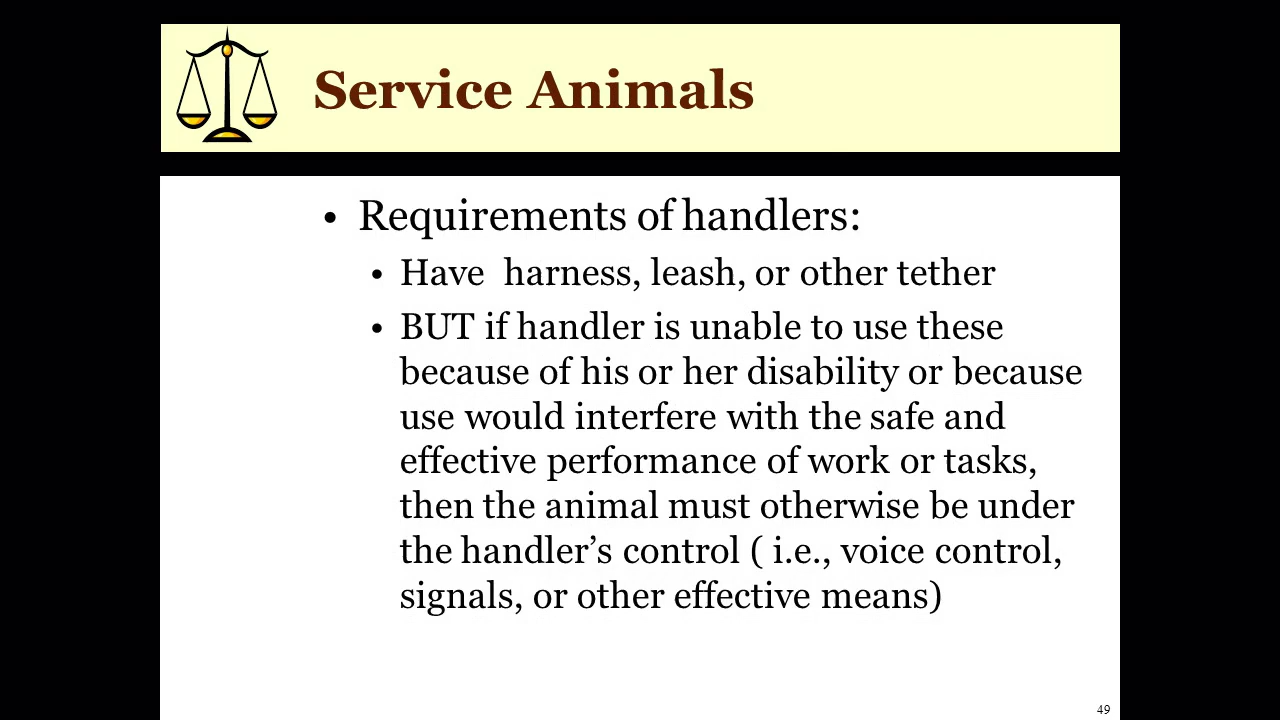 Service Animals
• Requirements of handlers:
• Have  harness, leash, or other tether
• BUT if handler is unable to use these
because of his or her disability or because
use would interfere with the safe and
effective performance of work or tasks,
then the animal must otherwise be under
the handler’s control ( i.e., voice control,
signals, or other effective means)
49